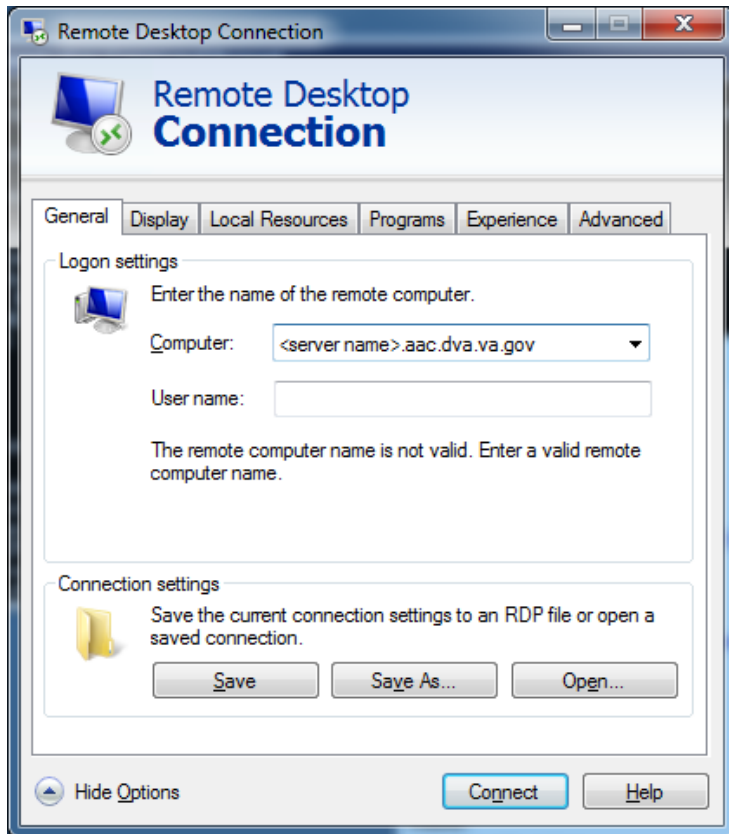 Remote Desktop Connection
Remote Desktop
Connection
General Display Local Resources Programs Experience Advanced
Logon settings
Enter the name of the remote computer.
Computer: <server name>.aac.dva.va.gov
User name:
The remote computer name is not valid. Enter a valid remote
computer name.
Connection settings
Save the current connection settings to an RDP file or open a
saved connection.
Save Save As... Open...
Hide Options Connect Help